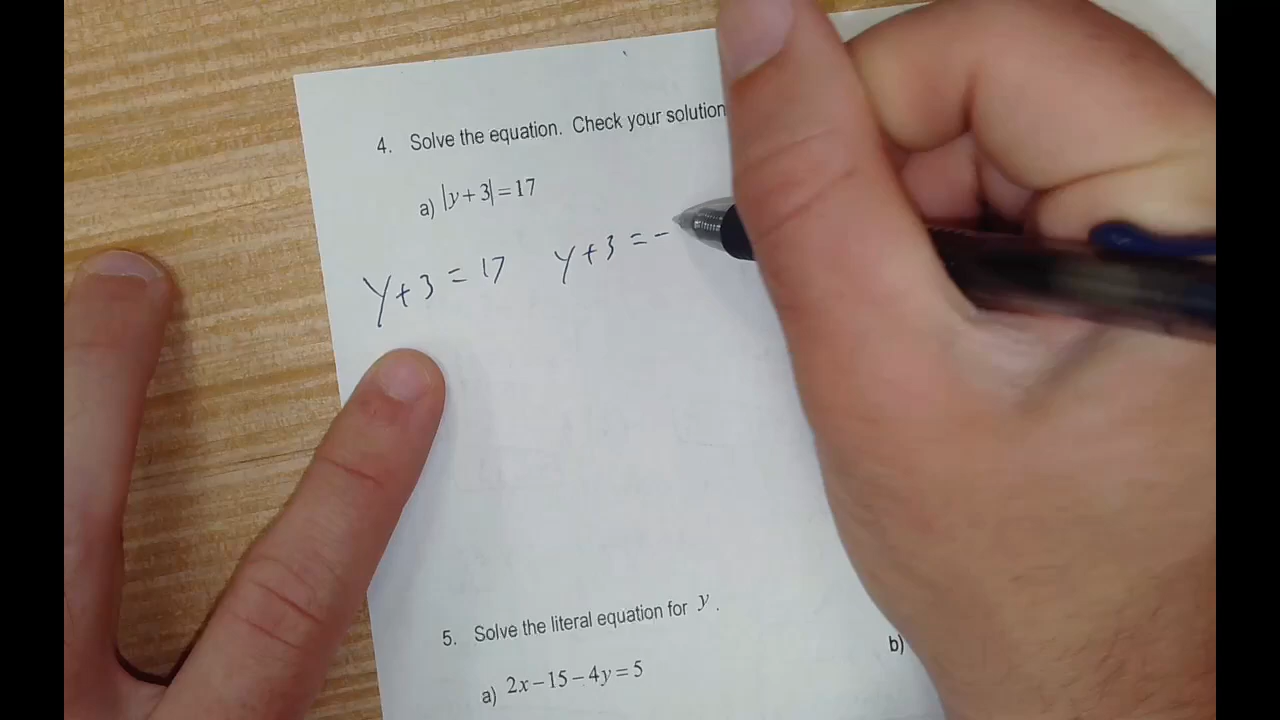 4. Solve the equation. Check your solution
a) |y + 3| = 17
y + 3 = 17 y + 3 = -
5. Solve the literal equation for y.
a) 2x - 15 - 4y = 5
b)